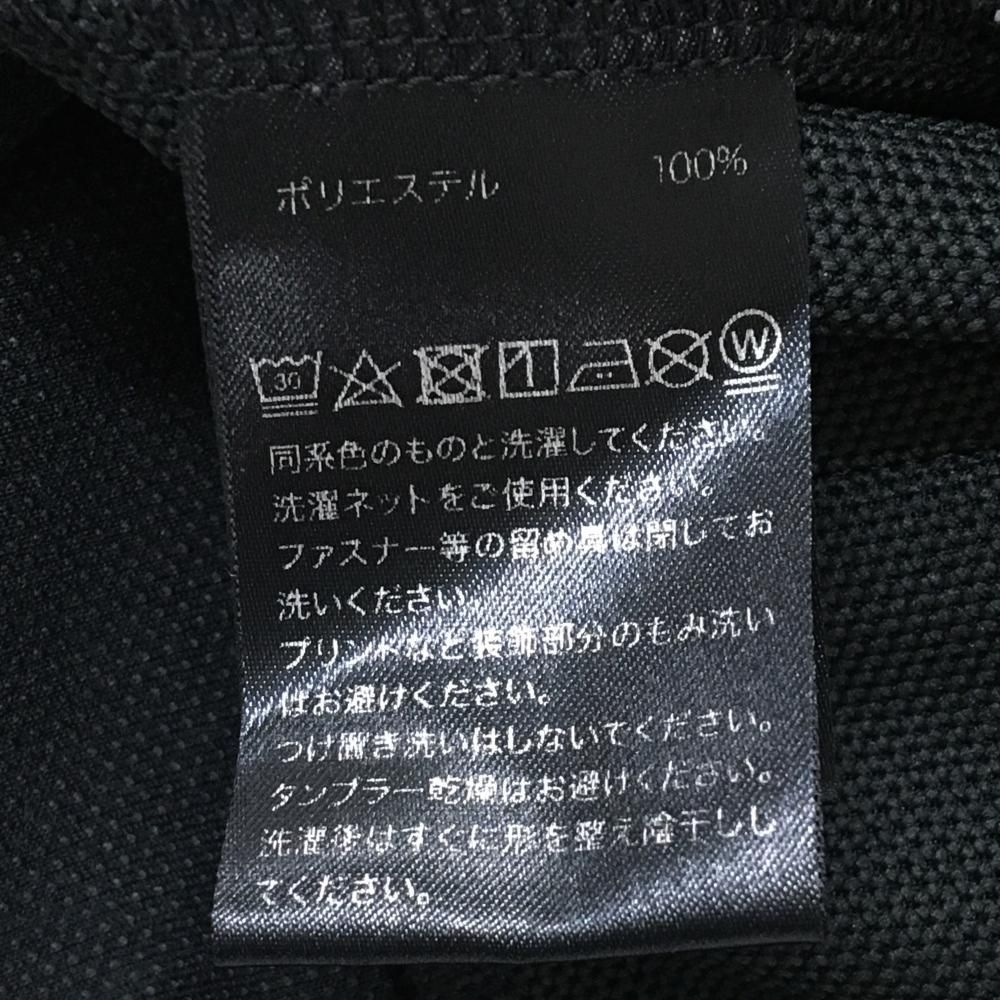 ポリエステル 100%
30 W
同系色のものと洗濯してください。
洗濯ネットをご使用ください。
ファスナー等の留め具は閉じてお
洗いください。
プリントなど装飾部分のもみ洗い
はお避けください。
つけ置き洗いはしないでください。
タンブラー乾燥はお避けください。
洗濯後はすぐに形を整え陰干しし
てください。